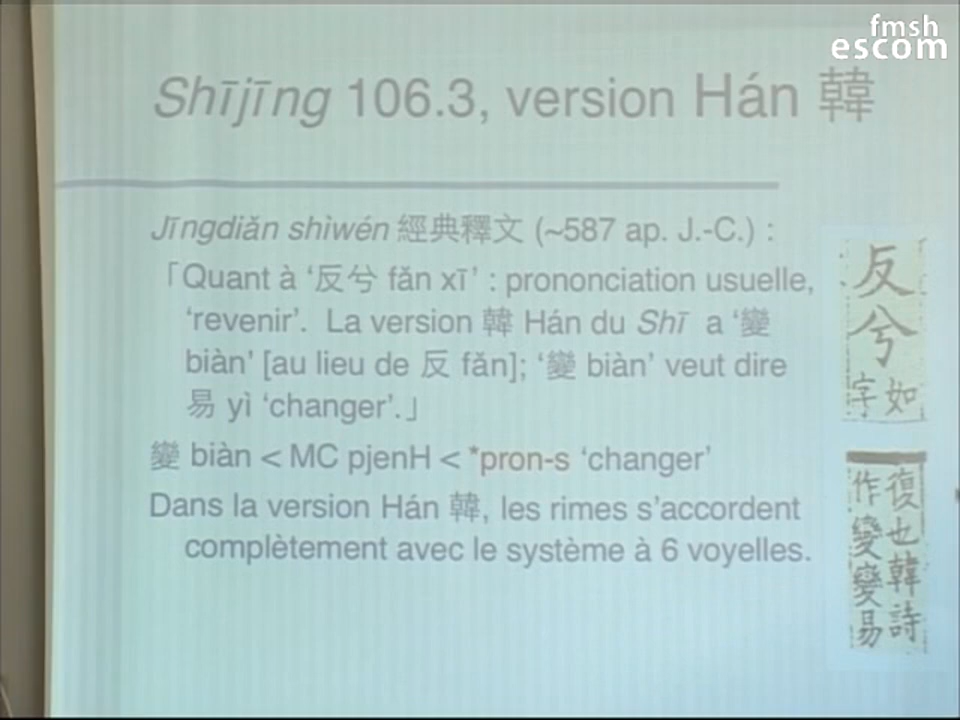 fmsh
escom
Shījīng 106.3, version Hán 韓
Jīngdiǎn shìwén 經典釋文 (~587 ap. J.-C.) :
「Quant à ‘反兮 fǎn xī’ : prononciation usuelle,
‘revenir’. La version 韓 Hán du Shī a ‘變
biàn’ [au lieu de 反 fǎn]; ‘變 biàn’ veut dire
易 yì ‘changer’.」
變 biàn < MC pjenH < *pron-s ‘changer’
Dans la version Hán 韓, les rimes s’accordent
complètement avec le système à 6 voyelles.
反兮
如
字
復也韓詩
作變變易